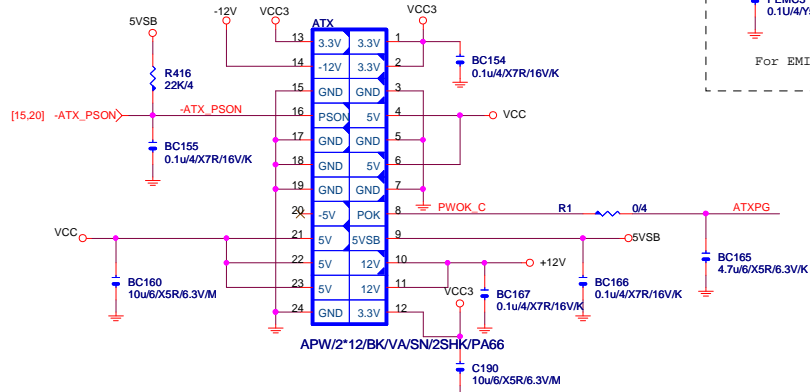 5VSB
-12V
VCC3
ATX
VCC3
0.1U/4/Y5
For EMI
R416
22K/4
13 3.3V 3.3V 1
14 -12V 3.3V 2
15 GND GND 3
[15,20] -ATX_PSON -ATX_PSON 16 PSON 5V 4 VCC
17 GND GND 5
18 GND 5V 6
19 GND GND 7
20 -5V POK 8 PWOK_C R1 0/4 ATXPG
VCC 21 5V 5VSB 9 5VSB
22 5V 12V 10 +12V
23 5V 12V 11
24 GND 3.3V 12 VCC3
BC154
0.1u/4/X7R/16V/K
BC155
0.1u/4/X7R/16V/K
BC160
10u/6/X5R/6.3V/M
BC165
4.7u/6/X5R/6.3V/K
BC167
0.1u/4/X7R/16V/K
BC166
0.1u/4/X7R/16V/K
APW/2*12/BK/VA/SN/2SHK/PA66
C190
10u/6/X5R/6.3V/M